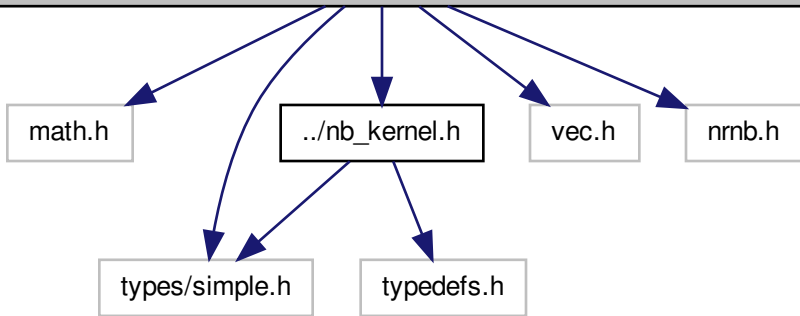 math.h
../nb_kernel.h
vec.h
nrnb.h
types/simple.h
typedefs.h